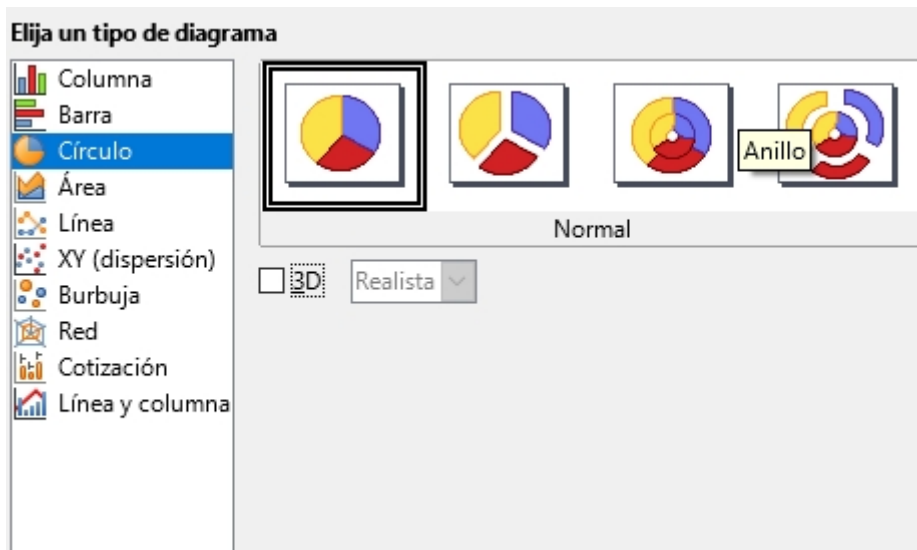 Elija un tipo de diagrama
Columna
Barra
Círculo
Área
Línea
XY (dispersión)
Burbuja
Red
Cotización
Línea y columna
Anillo
Normal
3D
Realista